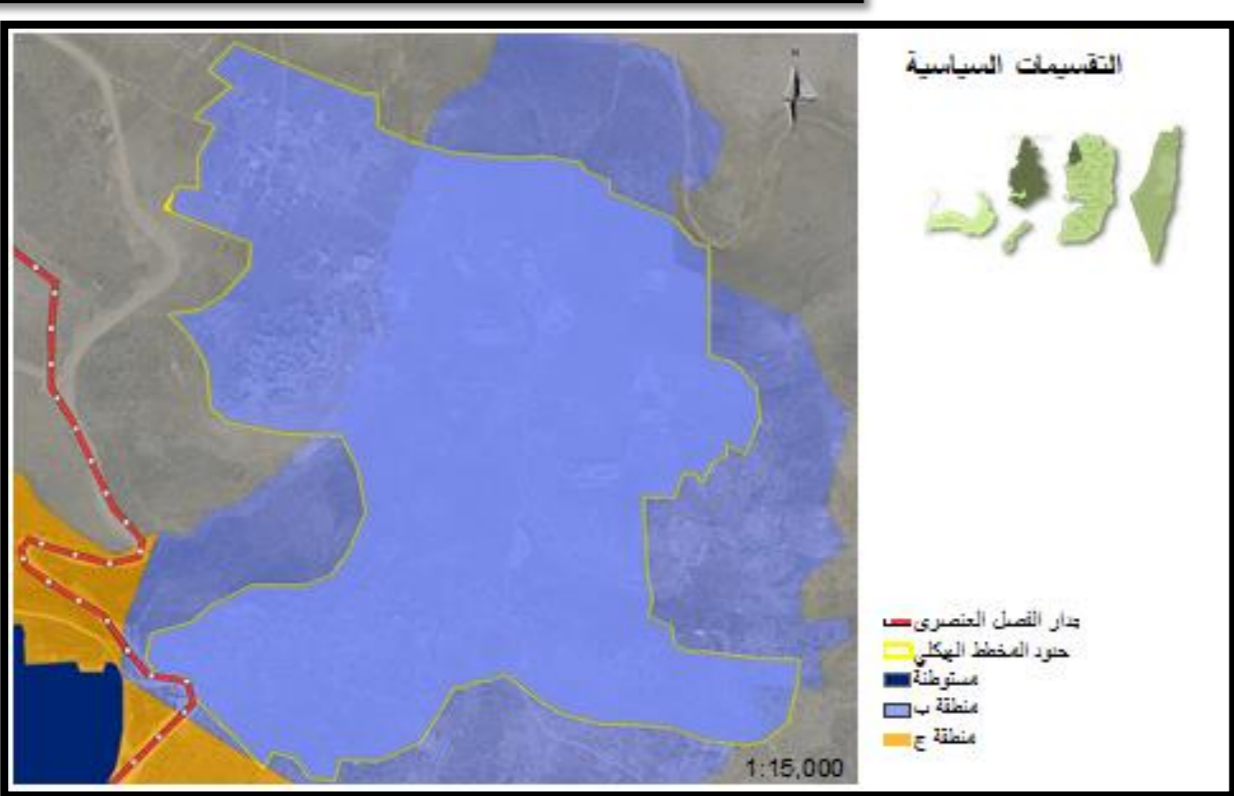 التقسيمات السياسية
N
جدار الفصل العنصري
حدود المخطط الهيكلي
مستوطنة
منطقة ب
منطقة ج
1:15,000